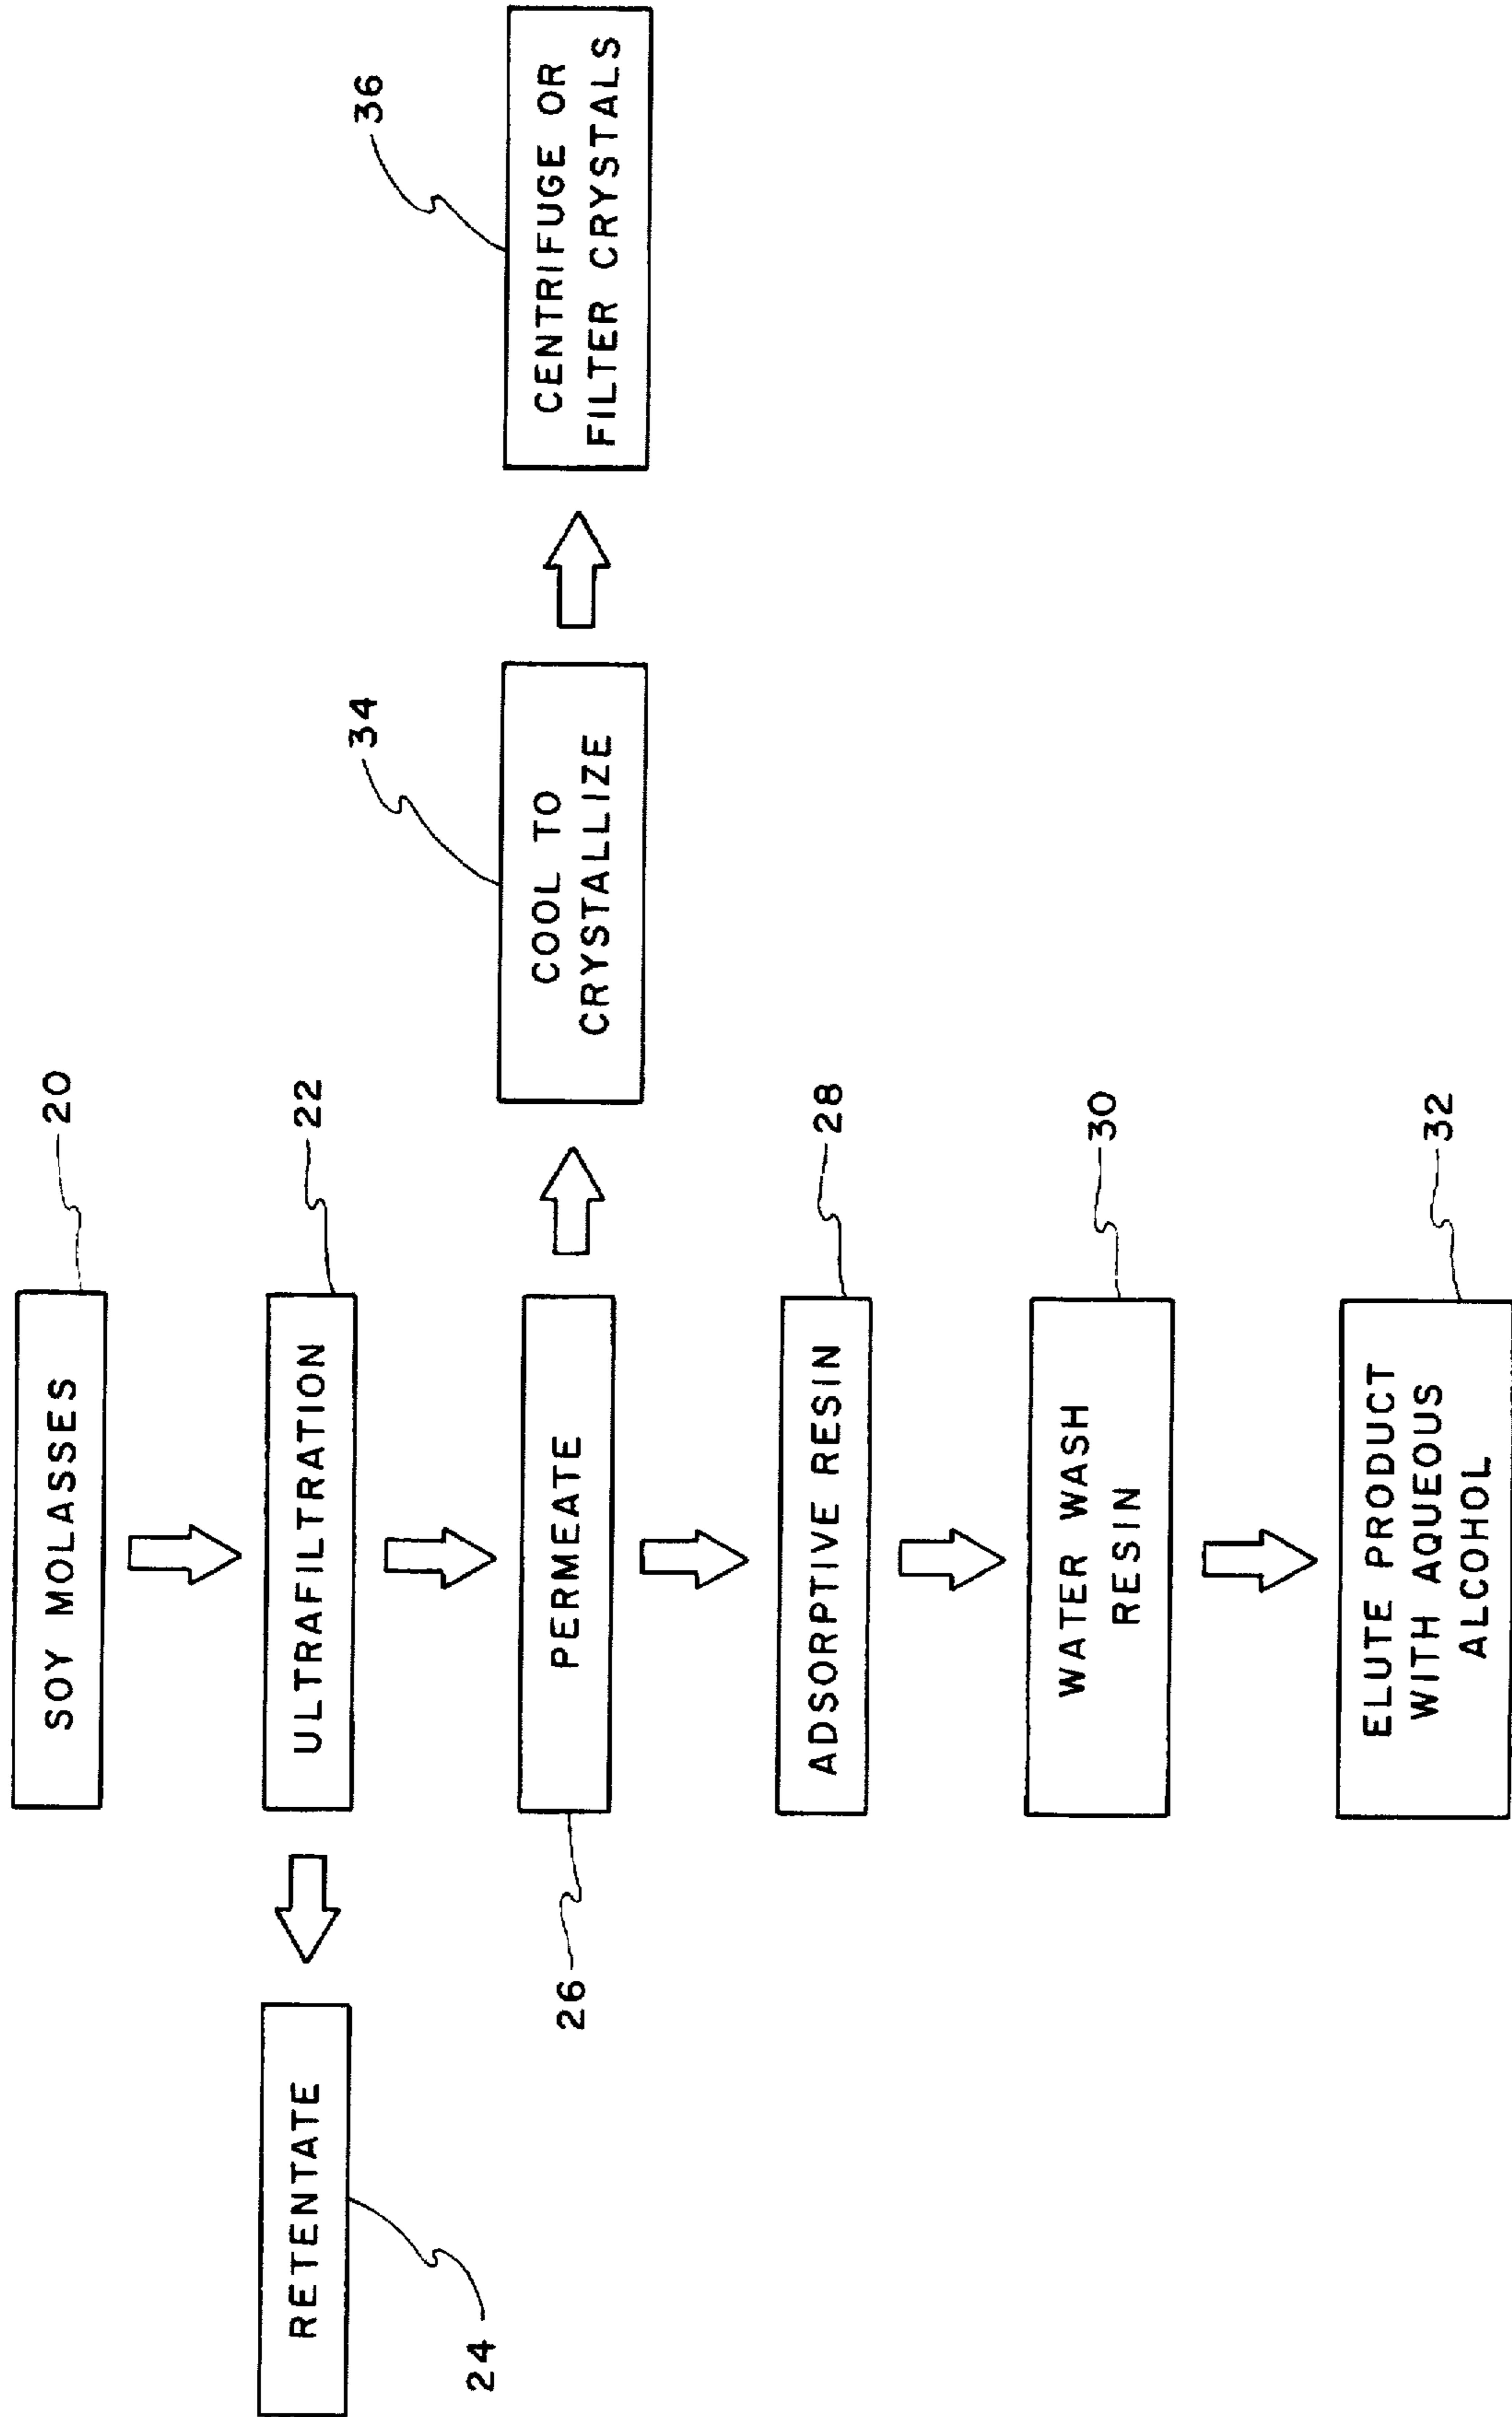 SOY MOLASSES
20
ULTRAFILTRATION
22
RETENTATE
24
PERMEATE
26
COOL TO
CRYSTALLIZE
34
CENTRIFUGE OR
FILTER CRYSTALS
36
ADSORPTIVE RESIN
28
WATER WASH
RESIN
30
ELUTE PRODUCT
WITH AQUEOUS
ALCOHOL
32